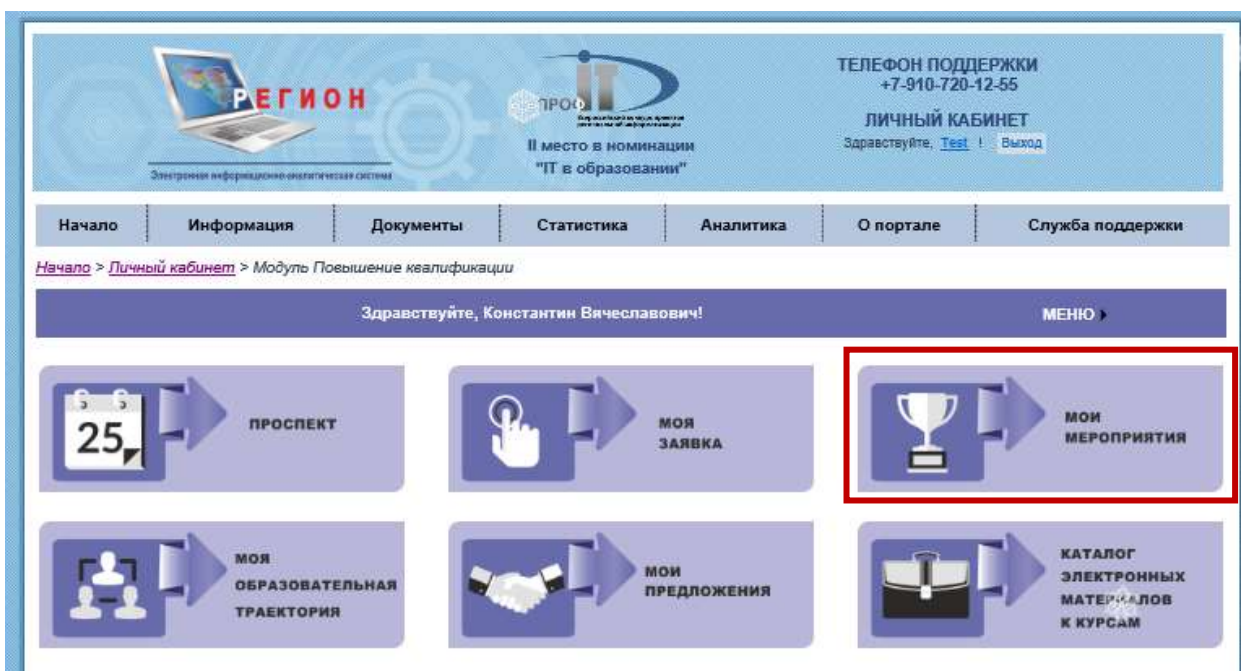 РЕГИОН
Электронная информационно-аналитическая система
ПРОФ IT
II место в номинации
"IT в образовании"
ТЕЛЕФОН ПОДДЕРЖКИ
+7-910-720-12-55
ЛИЧНЫЙ КАБИНЕТ
Здравствуйте, Test ! Выход
Начало Информация Документы Статистика Аналитика О портале Служба поддержки
Начало > Личный кабинет > Модуль Повышение квалификации
Здравствуйте, Константин Вячеславович! МЕНЮ
25
ПРОСПЕКТ
МОЯ
ЗАЯВКА
МОИ
МЕРОПРИЯТИЯ
МОЯ
ОБРАЗОВАТЕЛЬНАЯ
ТРАЕКТОРИЯ
МОИ
ПРЕДЛОЖЕНИЯ
КАТАЛОГ
ЭЛЕКТРОННЫХ
МАТЕРИАЛОВ
К КУРСАМ